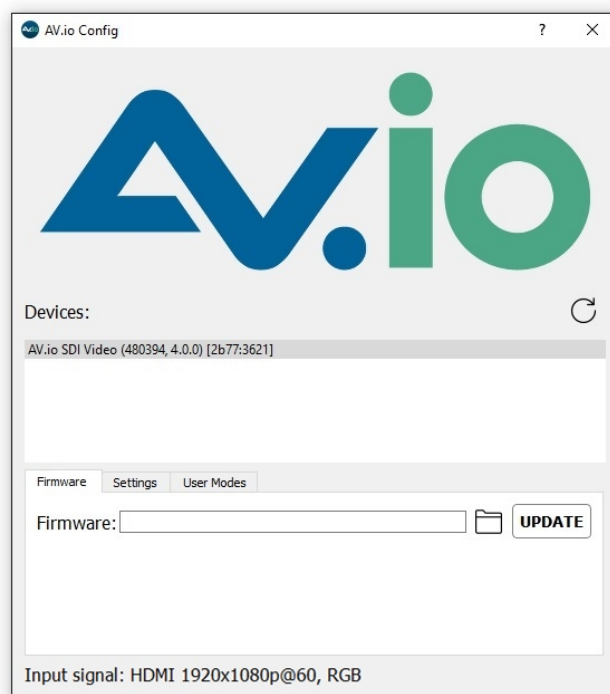 AV.io Config
AV.io
Devices:
AV.io SDI Video (480394, 4.0.0) [2b77:3621]
Firmware Settings User Modes
Firmware: UPDATE
Input signal: HDMI 1920x1080p@60, RGB